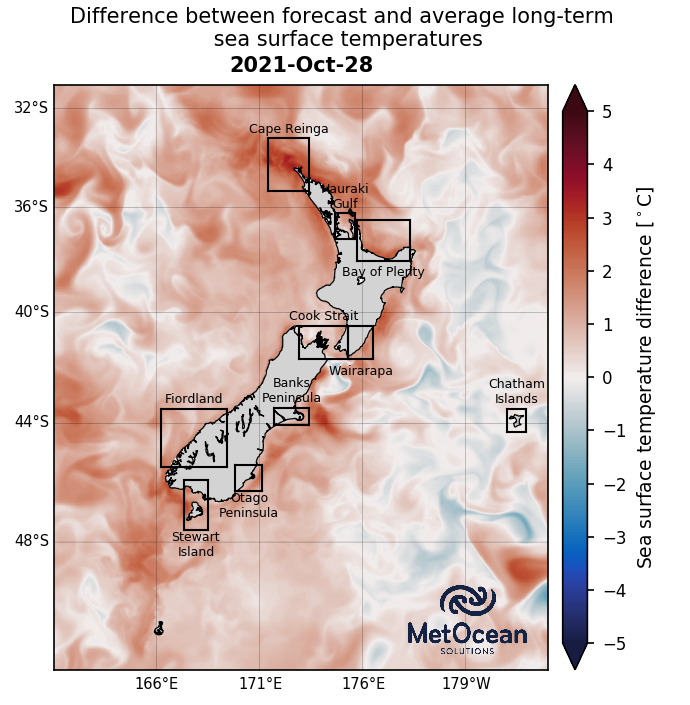 Difference between forecast and average long-term
sea surface temperatures
2021-Oct-28
32°S
36°S
40°S
44°S
48°S
166°E
171°E
176°E
179°W
Cape Reinga
Hauraki
Gulf
Bay of Plenty
Cook Strait
Wairarapa
Banks
Peninsula
Fiordland
Chatham
Islands
Otago
Peninsula
Stewart
Island
MetOcean
SOLUTIONS
5
4
3
2
1
0
−1
−2
−3
−4
−5
Sea surface temperature difference [°C]